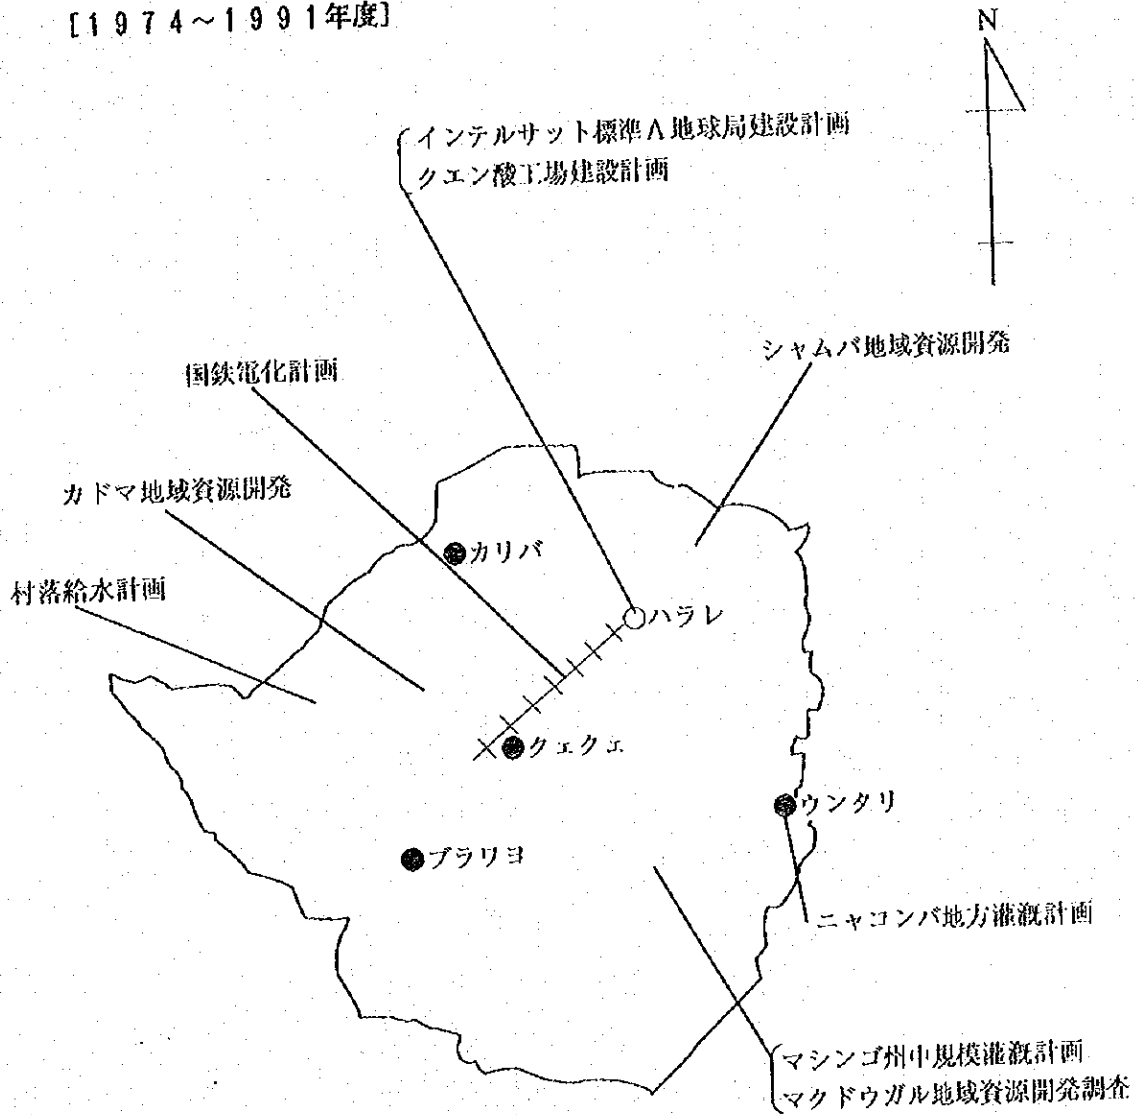 [1974～1991年度]
N
インテルサット標準A地球局建設計画
クエン酸工場建設計画
シャムバ地域資源開発
国鉄電化計画
カドマ地域資源開発
カリバ
村落給水計画
ハラレ
クェクェ
ウンタリ
ブラワヨ
ニャコンバ地方灌漑計画
マシンゴ州中規模灌漑計画
マクドウガル地域資源開発調査